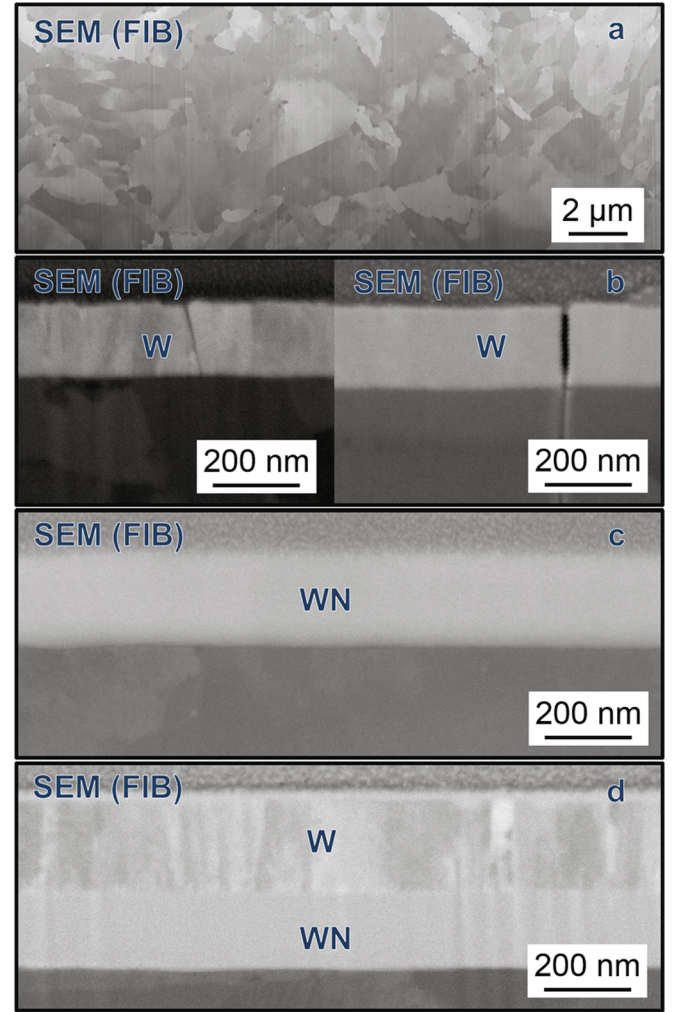 SEM (FIB) a
2 µm
SEM (FIB) SEM (FIB) b
W W
200 nm 200 nm
SEM (FIB) c
WN
200 nm
SEM (FIB) d
W
WN
200 nm